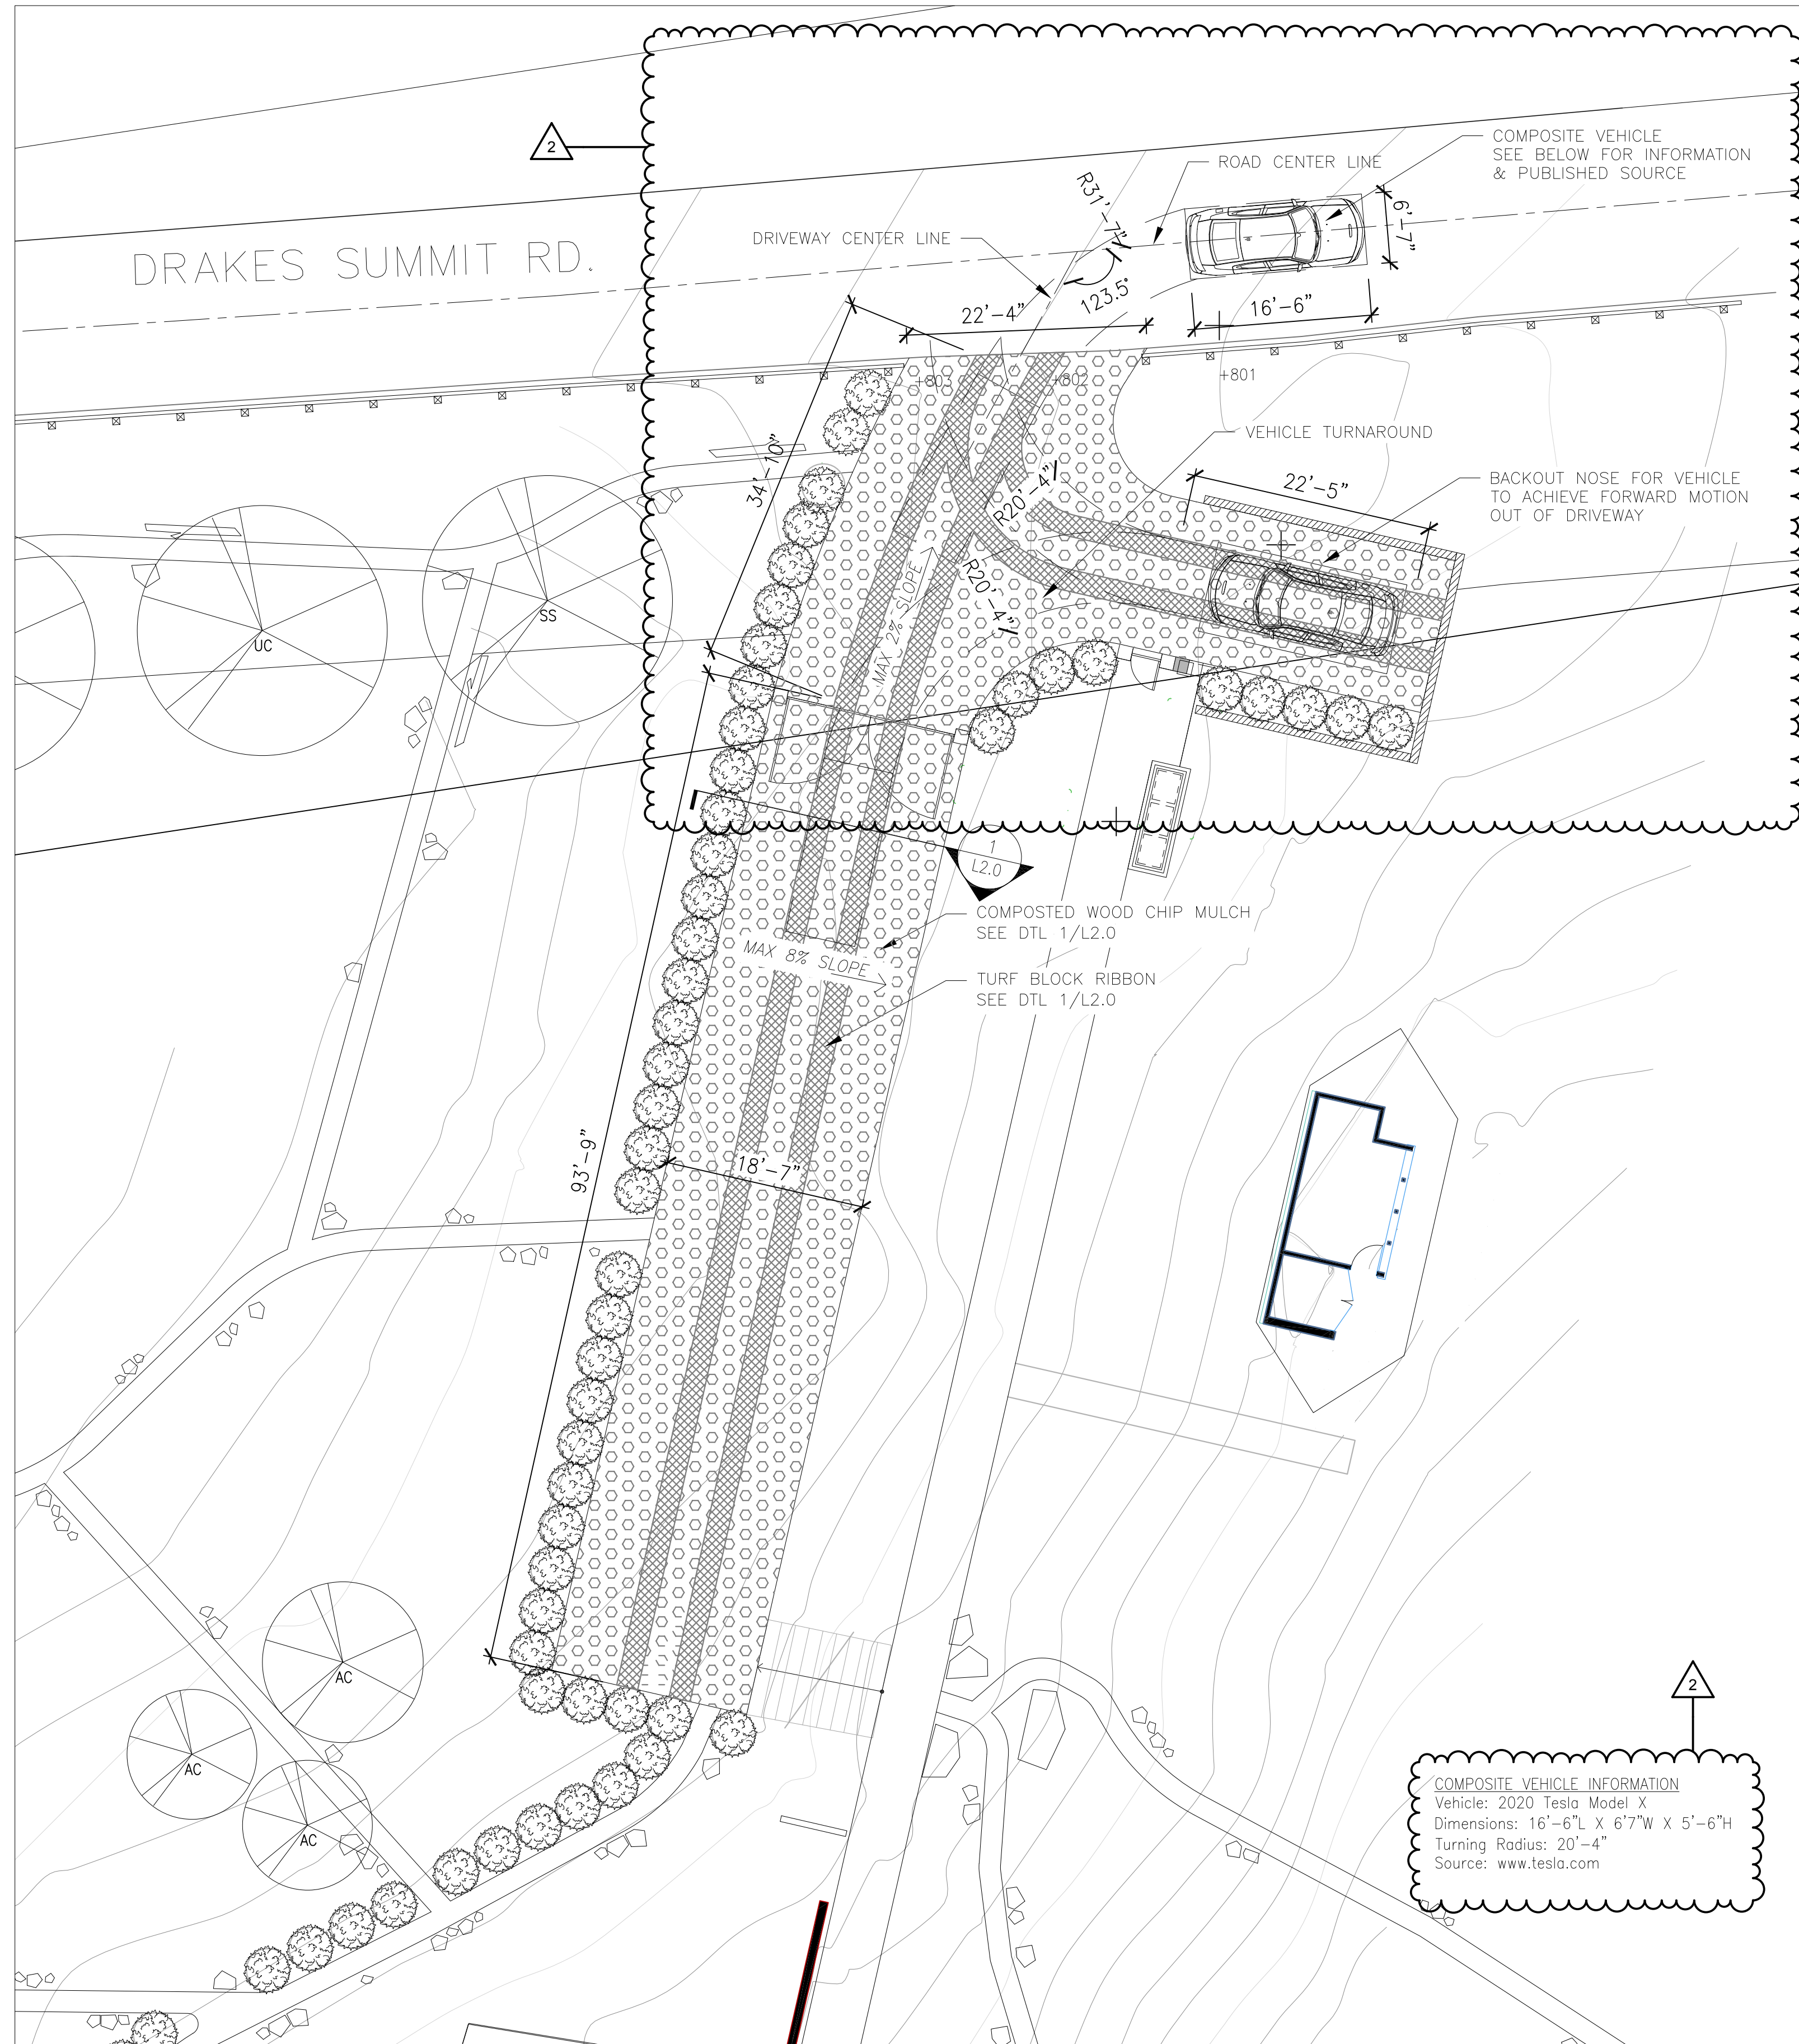 2
COMPOSITE VEHICLE
SEE BELOW FOR INFORMATION
& PUBLISHED SOURCE
ROAD CENTER LINE
R31'-7"
6'-7"
DRIVEWAY CENTER LINE
DRAKES SUMMIT RD.
123.5°
22'-4"
16'-6"
+803
+802
+801
VEHICLE TURNAROUND
34'-10"
BACKOUT NOSE FOR VEHICLE
TO ACHIEVE FORWARD MOTION
OUT OF DRIVEWAY
22'-5"
R20'-4"
R20'-4"
MAX 2% SLOPE
UC
SS
1
L2.0
COMPOSTED WOOD CHIP MULCH
SEE DTL 1/L2.0
MAX 8% SLOPE
TURF BLOCK RIBBON
SEE DTL 1/L2.0
93'-9"
18'-7"
AC
AC
AC
2
COMPOSITE VEHICLE INFORMATION
Vehicle: 2020 Tesla Model X
Dimensions: 16'-6"L X 6'7"W X 5'-6"H
Turning Radius: 20'-4"
Source: www.tesla.com